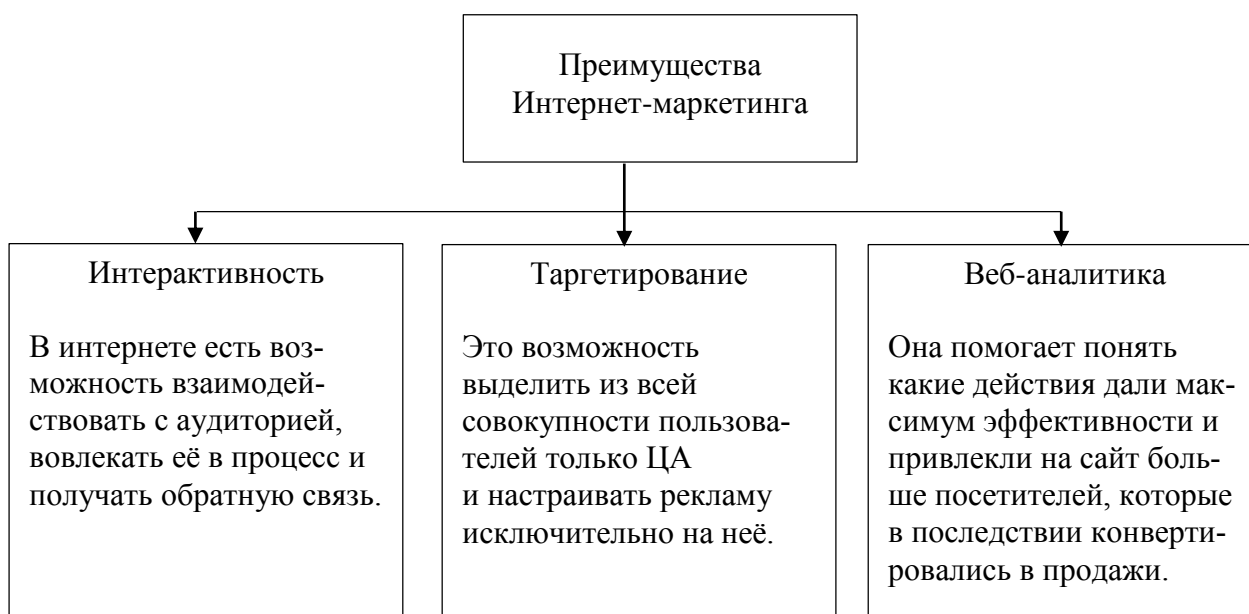 Преимущества
Интернет-маркетинга
Интерактивность
В интернете есть воз-
можность взаимодей-
ствовать с аудиторией,
вовлекать её в процесс и
получать обратную связь.
Таргетирование
Это возможность
выделить из всей
совокупности пользова-
телей только ЦА
и настраивать рекламу
исключительно на неё.
Веб-аналитика
Она помогает понять
какие действия дали мак-
симум эффективности и
привлекли на сайт боль-
ше посетителей, которые
в последствии конверти-
ровались в продажи.